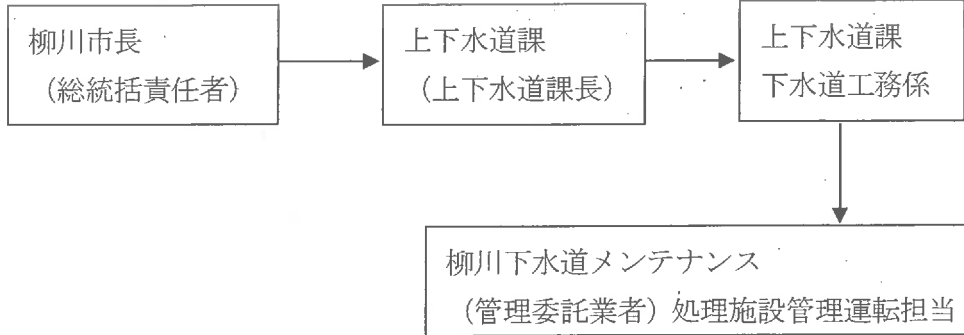 柳川市長
（総統括責任者）
上下水道課
（上下水道課長）
上下水道課
下水道工務係
柳川下水道メンテナンス
（管理委託業者）処理施設管理運転担当